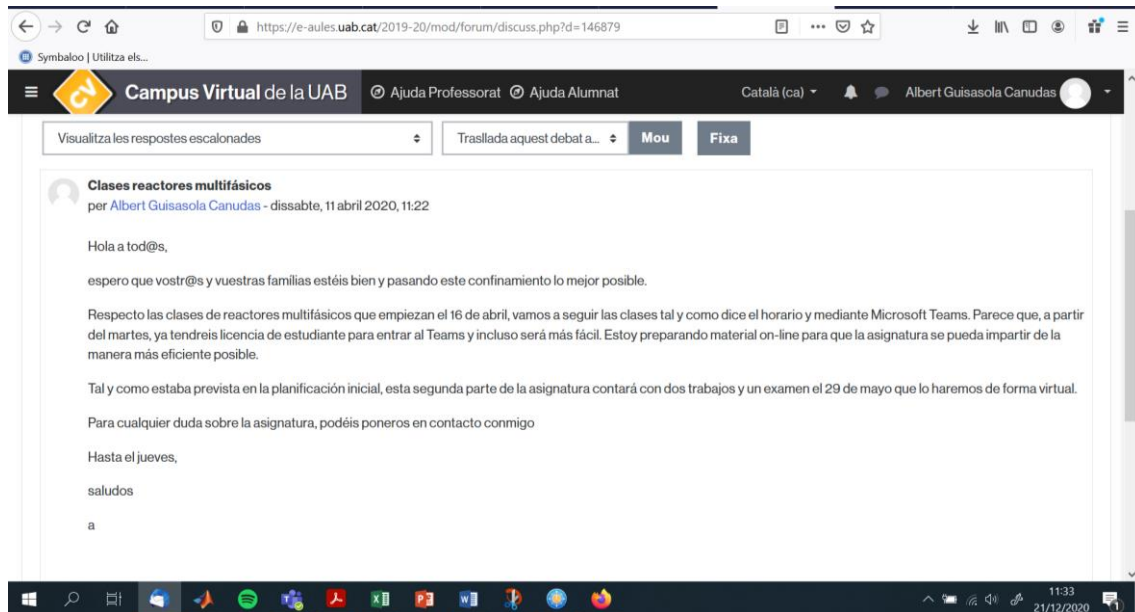 https://e-aules.uab.cat/2019-20/mod/forum/discuss.php?d=146879
Symbaloo | Utilitza els...
CV Campus Virtual de la UAB Ajuda Professorat Ajuda Alumnat Català (ca) Albert Guisasola Canudas
Visualitza les respostes escalonades Trasllada aquest debat a... Mou Fixa
Clases reactores multifásicos
per Albert Guisasola Canudas - dissabte, 11 abril 2020, 11:22
Hola a tod@s,
espero que vostr@s y vuestras famílias estéis bien y pasando este confinamiento lo mejor posible.
Respecto las clases de reactores multifásicos que empiezan el 16 de abril, vamos a seguir las clases tal y como dice el horario y mediante Microsoft Teams. Parece que, a partir
del martes, ya tendreis licencia de estudiante para entrar al Teams y incluso será más fácil. Estoy preparando material on-line para que la asignatura se pueda impartir de la
manera más eficiente posible.
Tal y como estaba prevista en la planificación inicial, esta segunda parte de la asignatura contará con dos trabajos y un examen el 29 de mayo que lo haremos de forma virtual.
Para cualquier duda sobre la asignatura, podéis poneros en contacto conmigo
Hasta el jueves,
saludos
a
11:33
21/12/2020